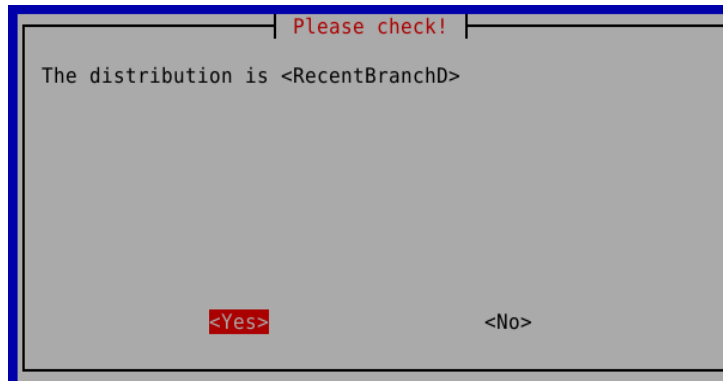 Please check!
The distribution is <RecentBranchD>
<Yes> <No>